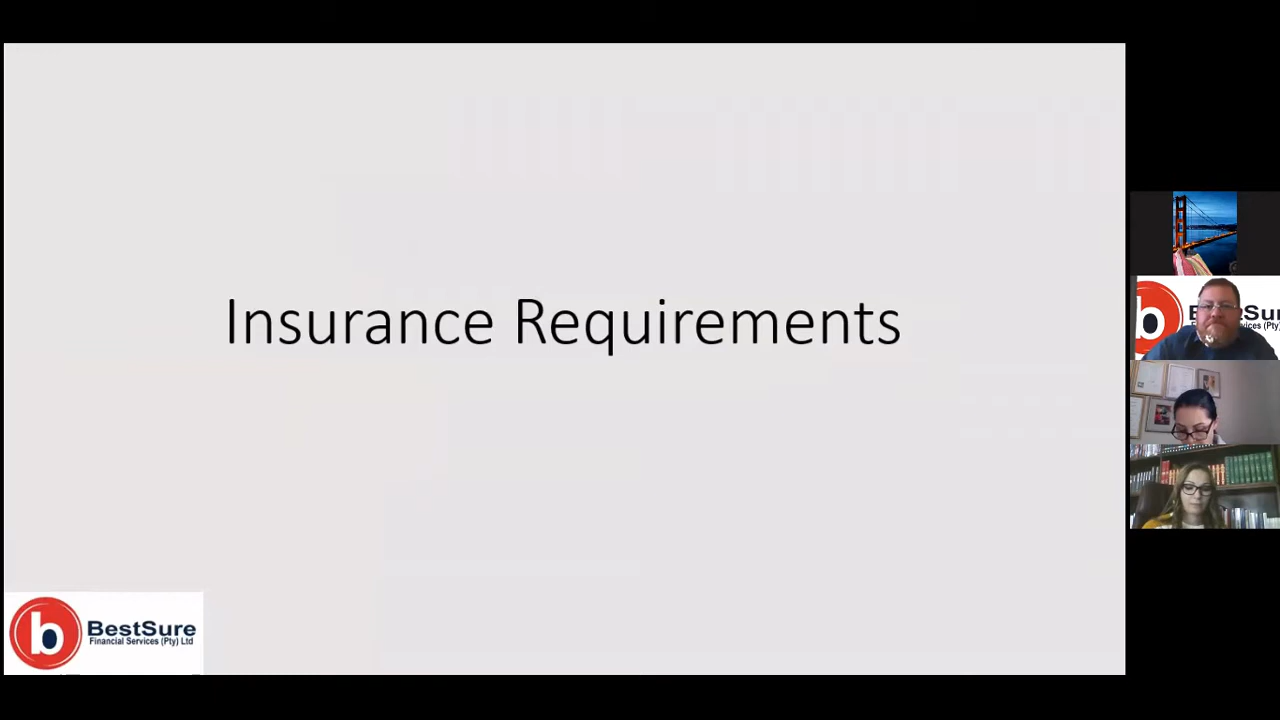 Insurance Requirements
b
BestSure
Financial Services (Pty) Ltd